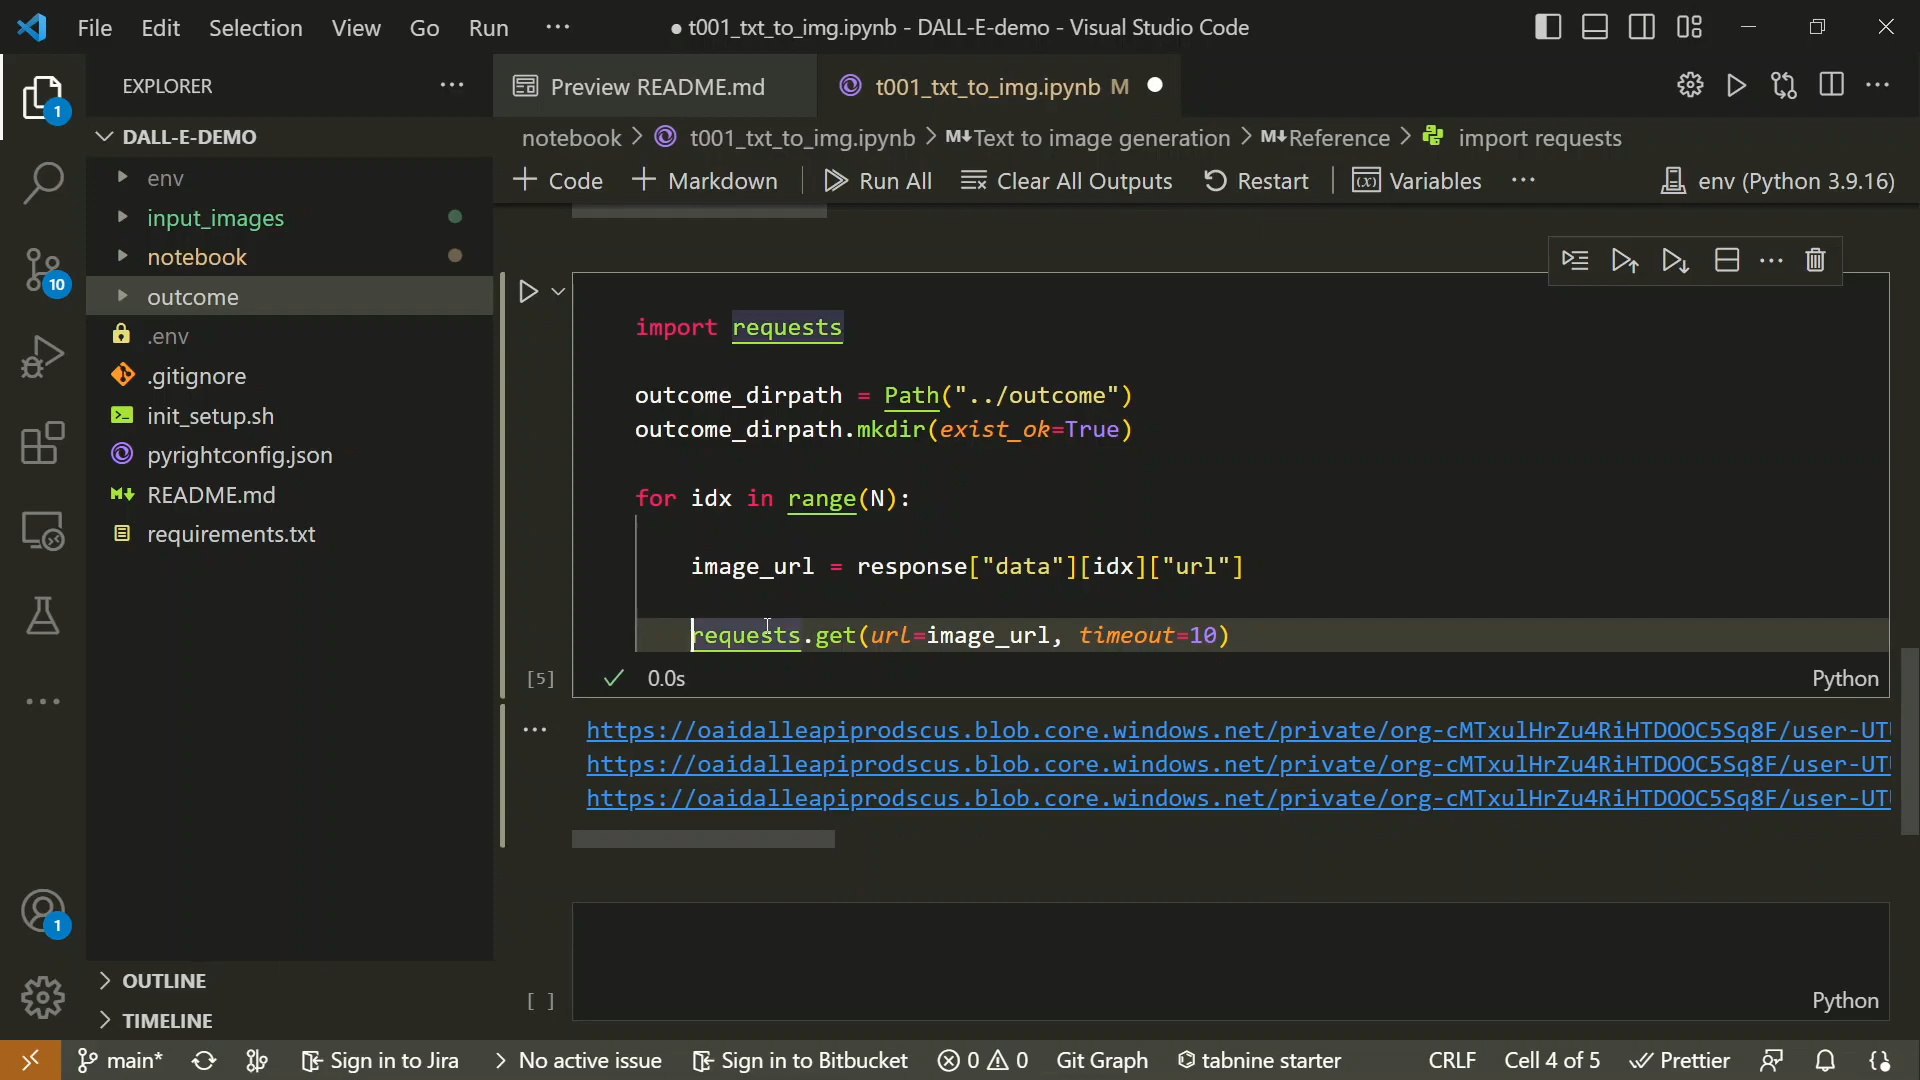 File Edit Selection View Go Run ···
● t001_txt_to_img.ipynb - DALL-E-demo - Visual Studio Code
EXPLORER ···
Preview README.md
t001_txt_to_img.ipynb M
DALL-E-DEMO
notebook > t001_txt_to_img.ipynb > M↓Text to image generation > M↓Reference > import requests
+ Code + Markdown Run All Clear All Outputs Restart Variables ··· env (Python 3.9.16)
env
input_images
notebook
outcome
.env
.gitignore
init_setup.sh
pyrightconfig.json
README.md
requirements.txt
import requests
outcome_dirpath = Path("../outcome")
outcome_dirpath.mkdir(exist_ok=True)
for idx in range(N):
image_url = response["data"][idx]["url"]
requests.get(url=image_url, timeout=10)
[5] ✓ 0.0s Python
https://oaidalleapiprodscus.blob.core.windows.net/private/org-cMTxulHrZu4RiHTDOOC5Sq8F/user-UT
https://oaidalleapiprodscus.blob.core.windows.net/private/org-cMTxulHrZu4RiHTDOOC5Sq8F/user-UT
https://oaidalleapiprodscus.blob.core.windows.net/private/org-cMTxulHrZu4RiHTDOOC5Sq8F/user-UT
[ ] Python
1
10
1
OUTLINE
TIMELINE
main* Sign in to Jira > No active issue Sign in to Bitbucket 0 0 Git Graph tabnine starter CRLF Cell 4 of 5 Prettier